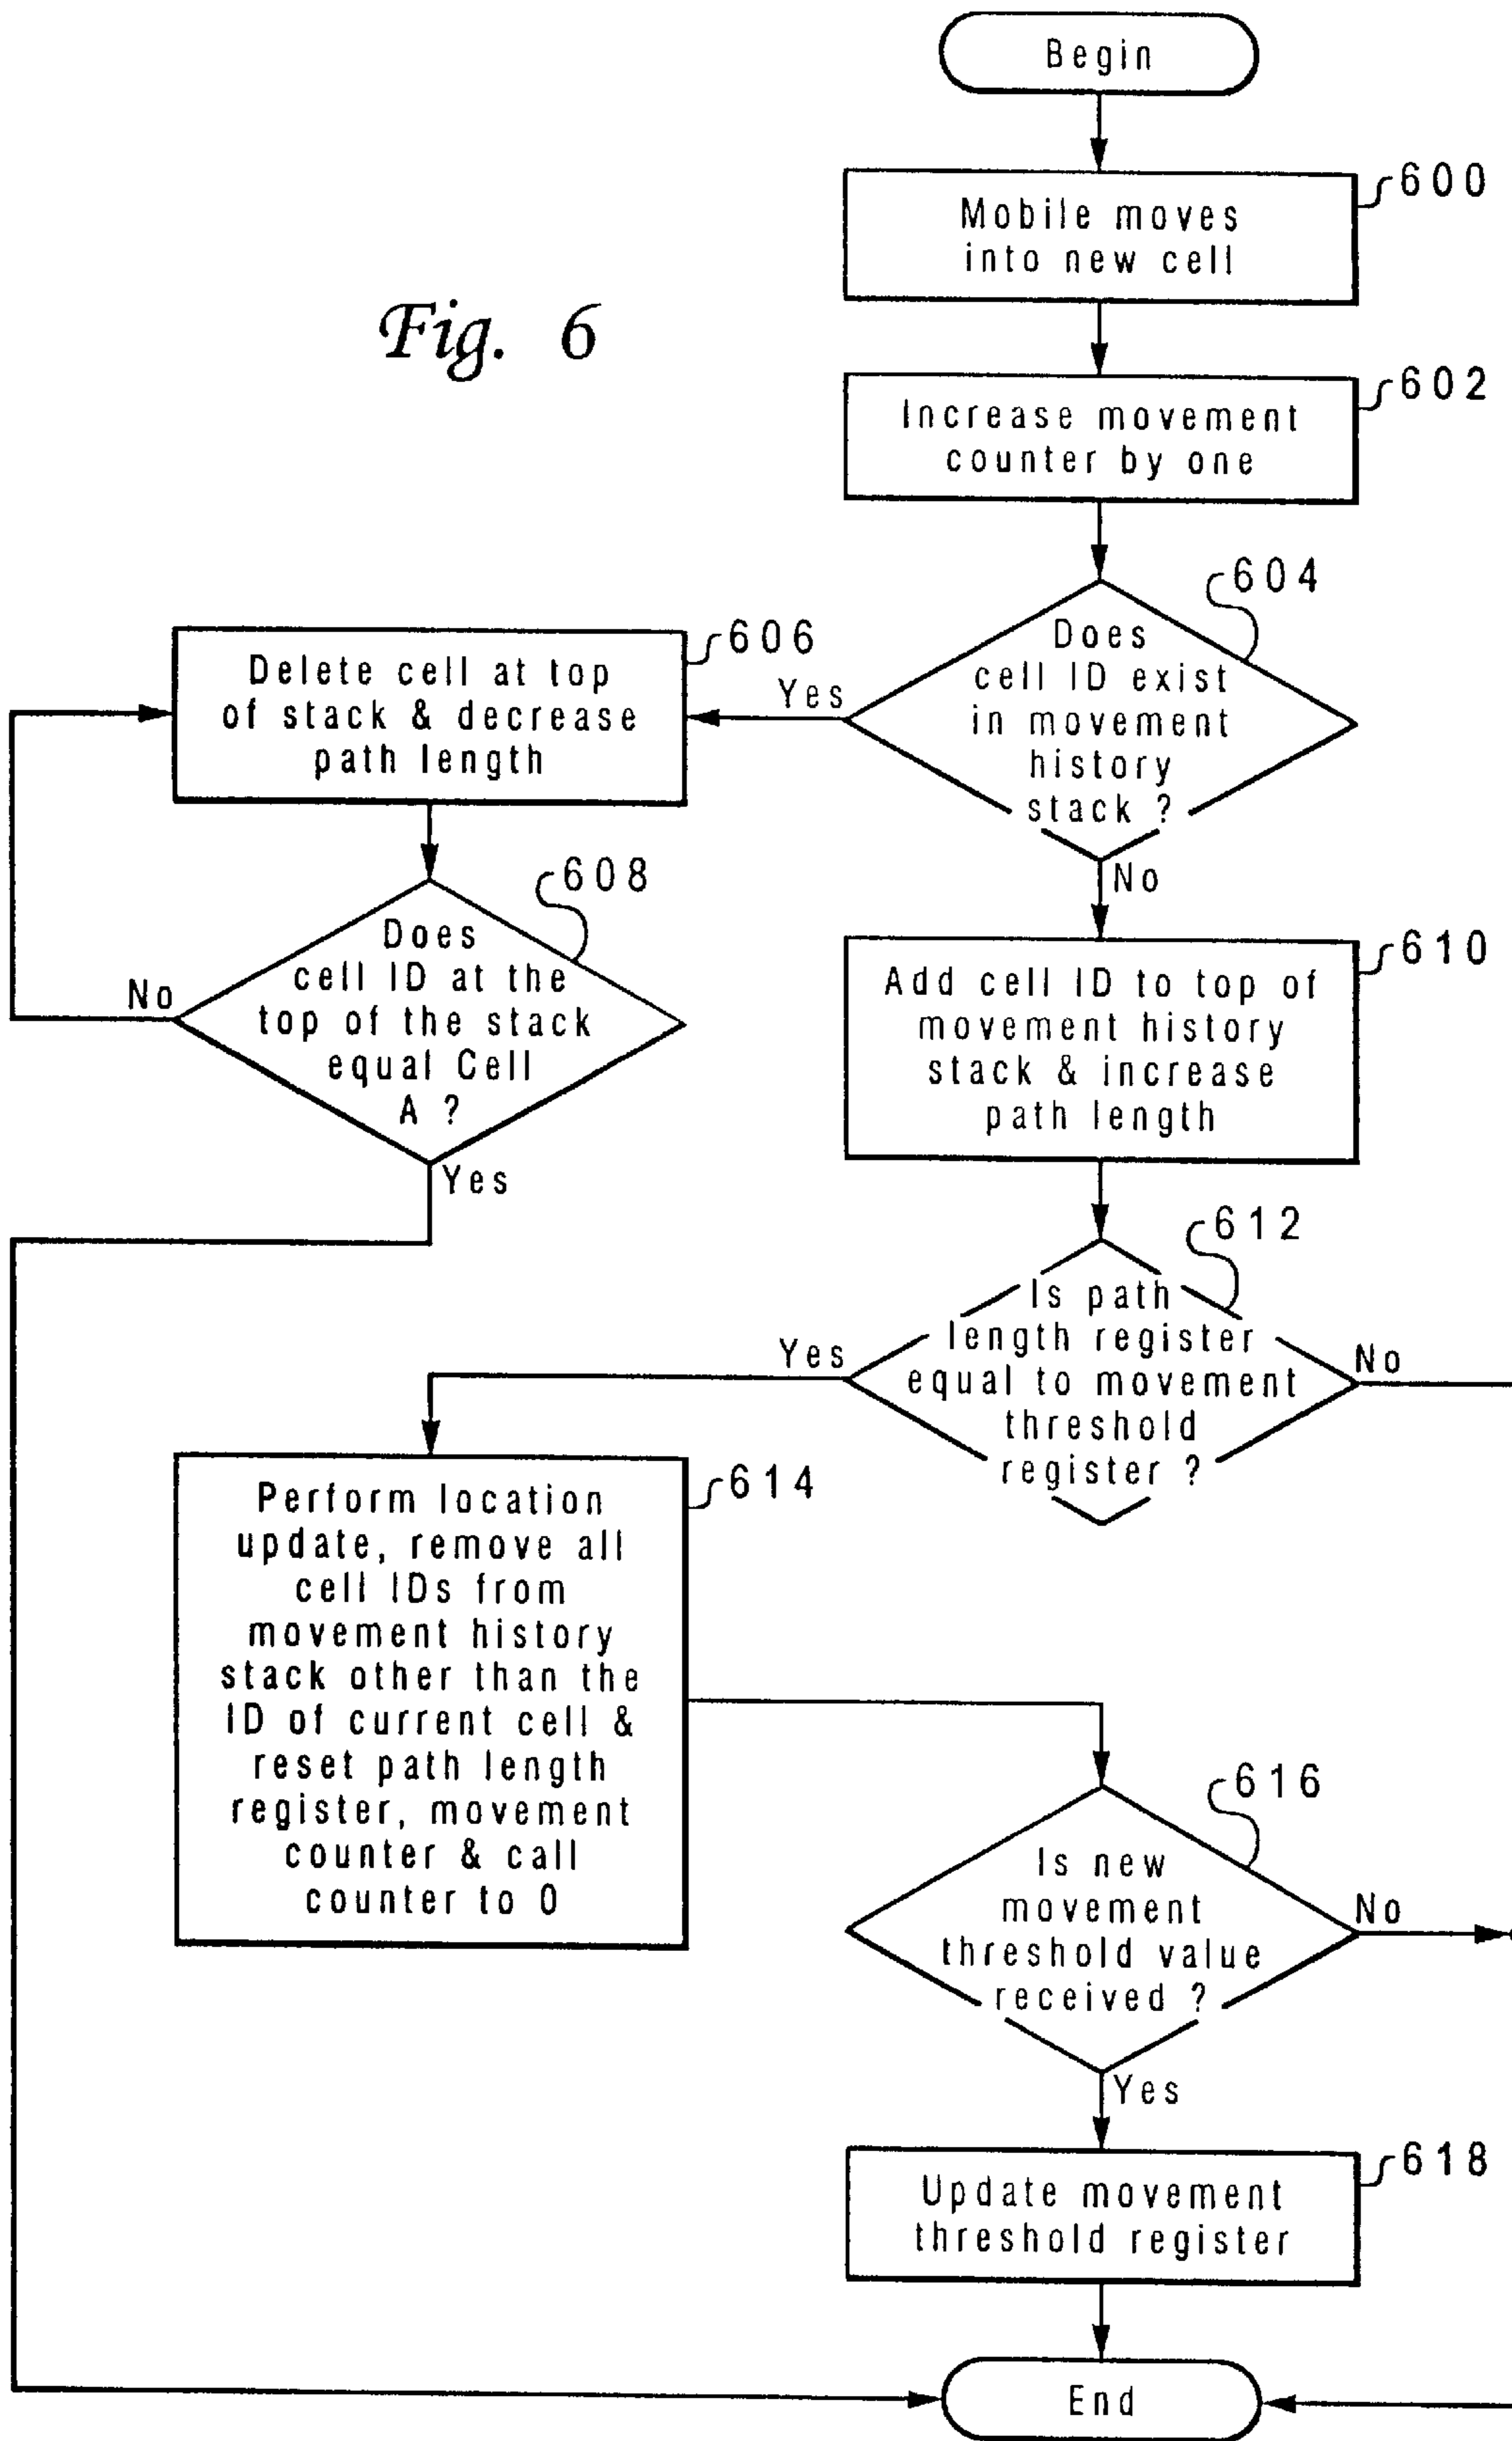 Begin
600
Mobile moves
into new cell
Fig. 6
602
Increase movement
counter by one
604
Does
cell ID exist
in movement
history
stack ?
Yes
No
606
Delete cell at top
of stack & decrease
path length
608
Does
cell ID at the
top of the stack
equal Cell
A ?
No
Yes
610
Add cell ID to top of
movement history
stack & increase
path length
612
Is path
length register
equal to movement
threshold
register ?
Yes
No
614
Perform location
update, remove all
cell IDs from
movement history
stack other than the
ID of current cell &
reset path length
register, movement
counter & call
counter to 0
616
Is new
movement
threshold value
received ?
No
Yes
618
Update movement
threshold register
End